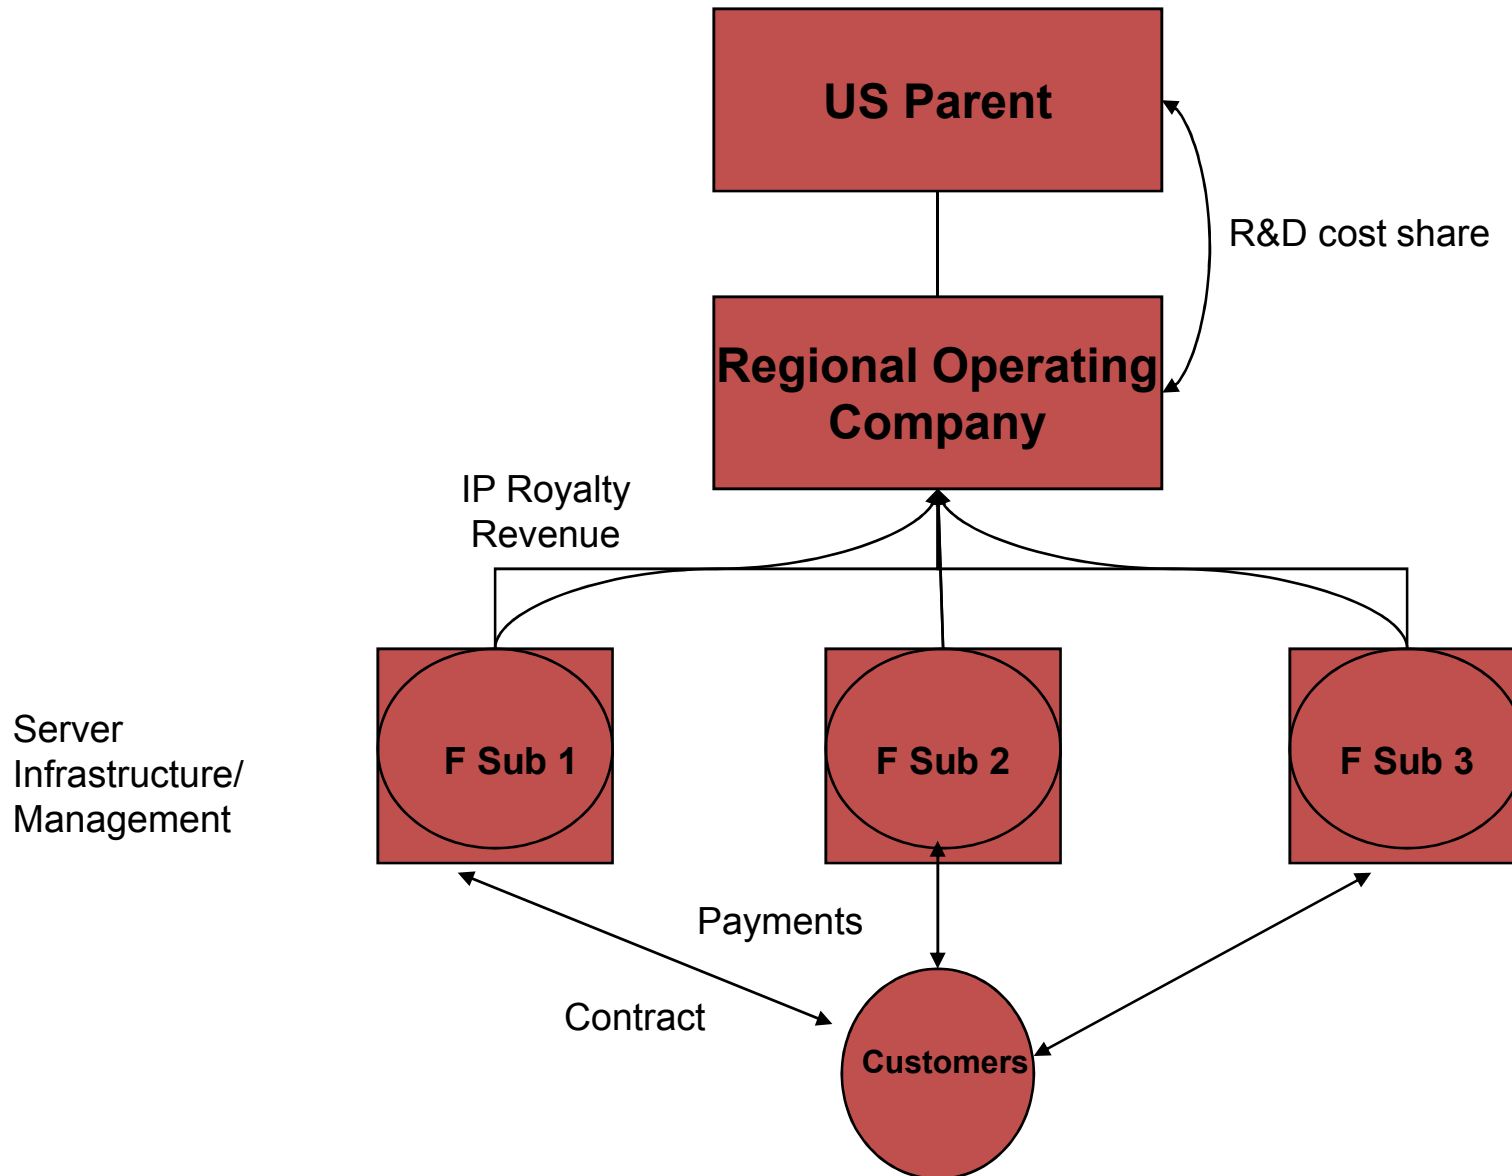 US Parent
R&D cost share
Regional Operating
Company
IP Royalty
Revenue
Server
Infrastructure/
Management
F Sub 1
F Sub 2
F Sub 3
Payments
Contract
Customers